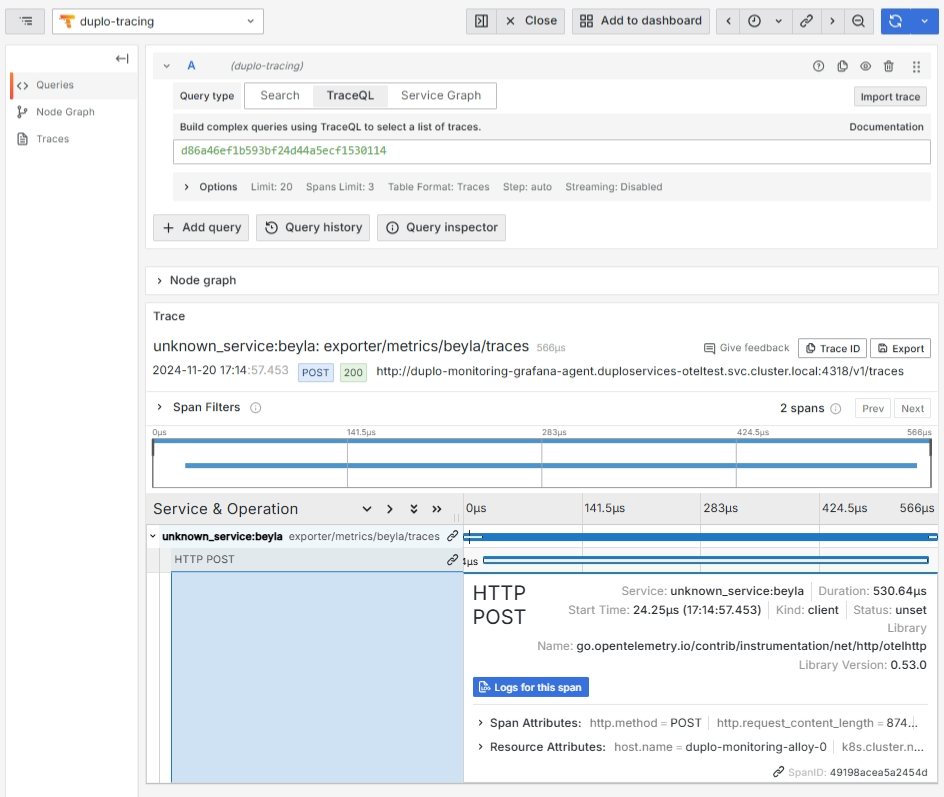 duplo-tracing
Close
Add to dashboard
Queries
Node Graph
Traces
A (duplo-tracing)
Query type Search TraceQL Service Graph Import trace
Build complex queries using TraceQL to select a list of traces. Documentation
d86a46ef1b593bf24d44a5ecf1530114
Options Limit: 20 Spans Limit: 3 Table Format: Traces Step: auto Streaming: Disabled
Add query Query history Query inspector
Node graph
Trace
unknown_service:beyla: exporter/metrics/beyla/traces 566µs Give feedback Trace ID Export
2024-11-20 17:14:57.453 POST 200 http://duplo-monitoring-grafana-agent.duploservices-oteltest.svc.cluster.local:4318/v1/traces
Span Filters 2 spans Prev Next
0µs 141.5µs 283µs 424.5µs 566µs
Service & Operation 0µs 141.5µs 283µs 424.5µs 566µs
unknown_service:beyla exporter/metrics/beyla/traces
HTTP POST 4µs
HTTP POST
Service: unknown_service:beyla Duration: 530.64µs
Start Time: 24.25µs (17:14:57.453) Kind: client Status: unset
Library
Name: go.opentelemetry.io/contrib/instrumentation/net/http/otelhttp
Library Version: 0.53.0
LOG Logs for this span
Span Attributes: http.method = POST http.request_content_length = 874...
Resource Attributes: host.name = duplo-monitoring-alloy-0 k8s.cluster.n...
SpanID: 49198acea5a2454d